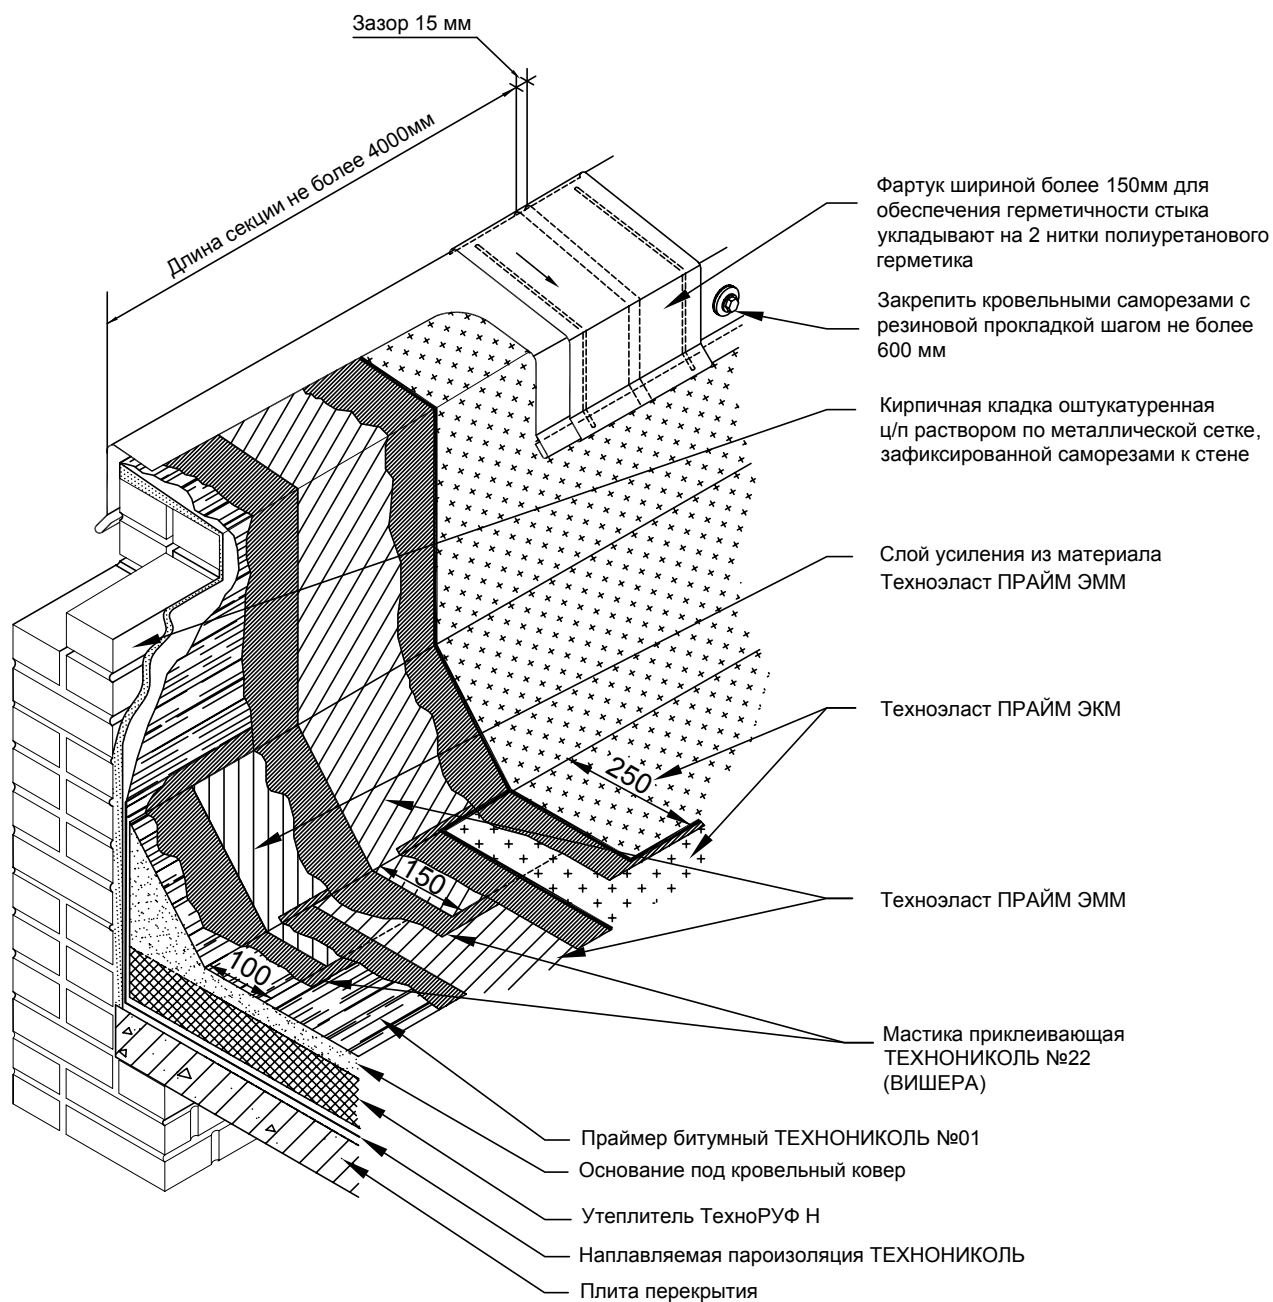 Зазор 15 мм
Длина секции не более 4000мм
Фартук шириной более 150мм для
обеспечения герметичности стыка
укладывают на 2 нитки полиуретанового
герметика
Закрепить кровельными саморезами с
резиновой прокладкой шагом не более
600 мм
Кирпичная кладка оштукатуренная
ц/п раствором по металлической сетке,
зафиксированной саморезами к стене
Слой усиления из материала
Техноэласт ПРАЙМ ЭММ
Техноэласт ПРАЙМ ЭКМ
250
150
Техноэласт ПРАЙМ ЭММ
100
Мастика приклеивающая
ТЕХНОНИКОЛЬ №22
(ВИШЕРА)
Праймер битумный ТЕХНОНИКОЛЬ №01
Основание под кровельный ковер
Утеплитель ТехноРУФ Н
Наплавляемая пароизоляция ТЕХНОНИКОЛЬ
Плита перекрытия